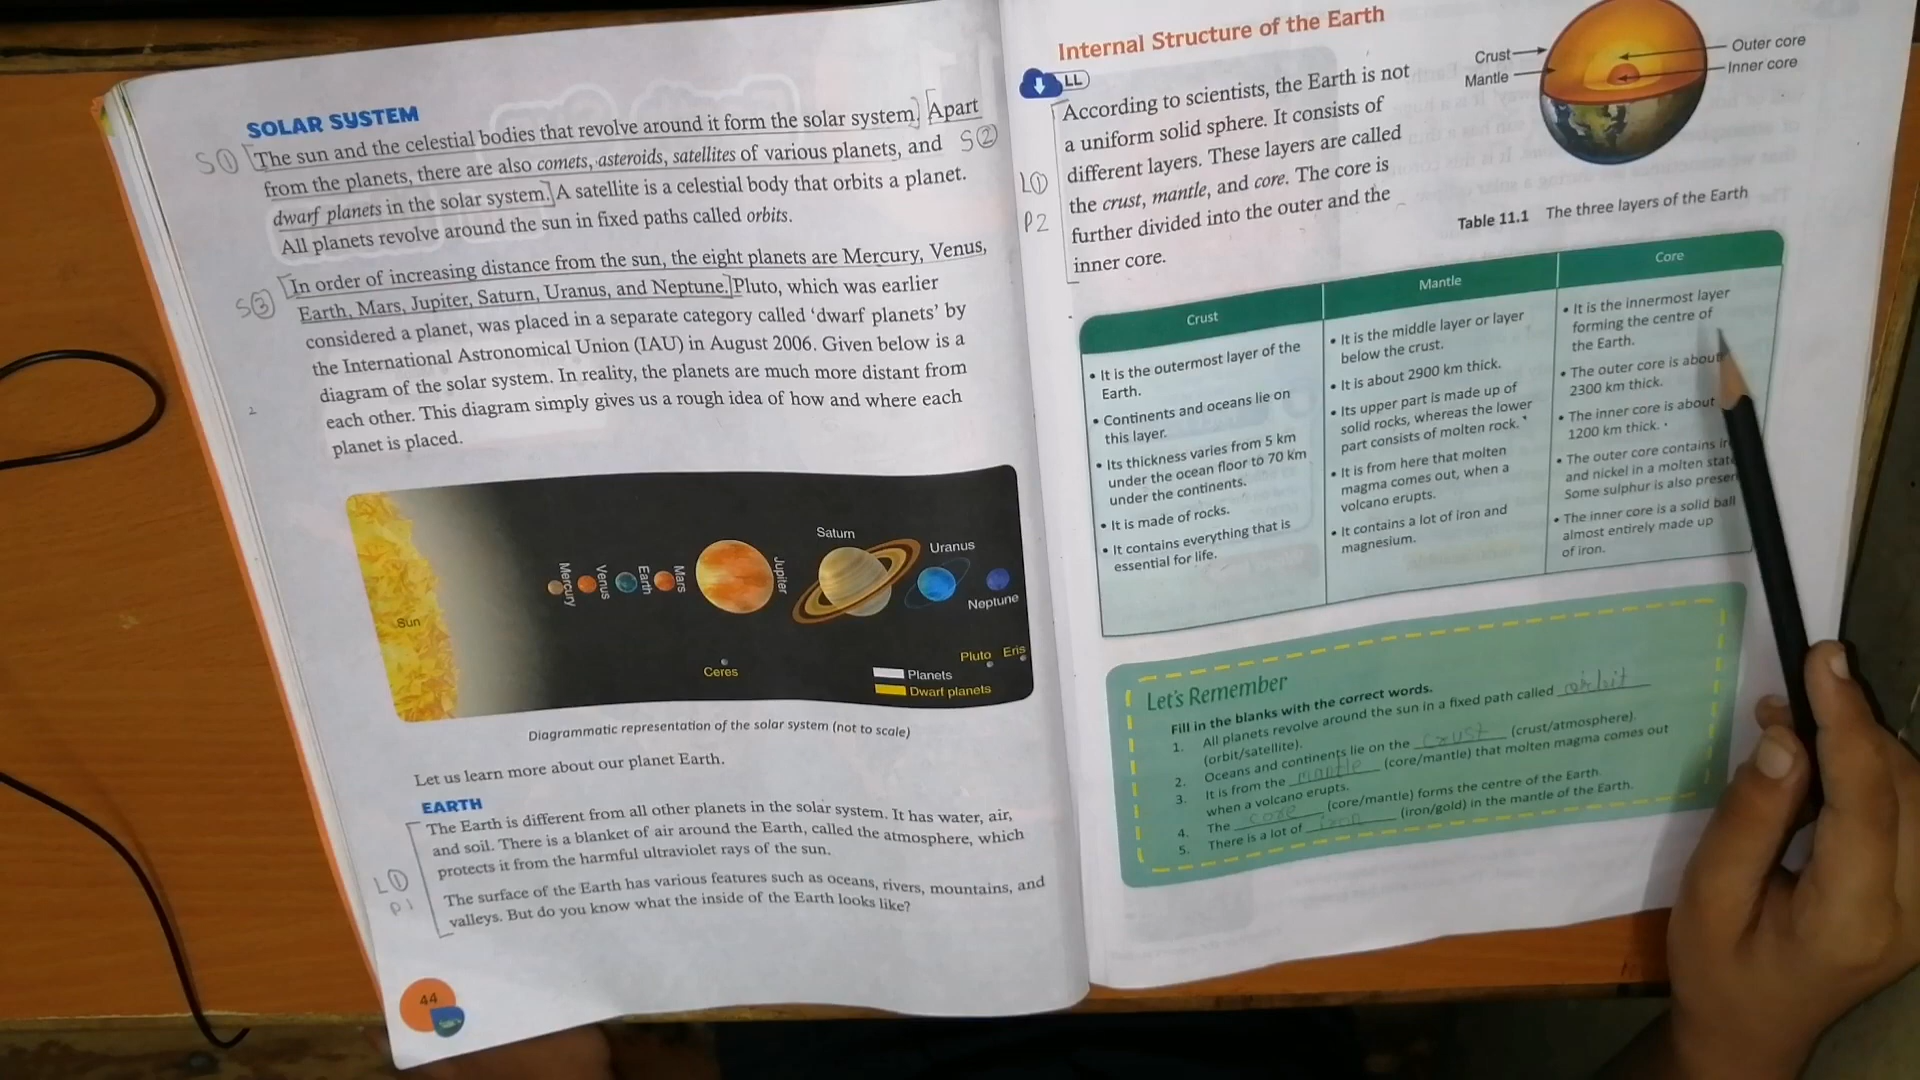 SOLAR SYSTEM
S① The sun and the celestial bodies that revolve around it form the solar system. Apart
from the planets, there are also comets, asteroids, satellites of various planets, and S②
dwarf planets in the solar system. A satellite is a celestial body that orbits a planet.
All planets revolve around the sun in fixed paths called orbits.
In order of increasing distance from the sun, the eight planets are Mercury, Venus,
S③ Earth, Mars, Jupiter, Saturn, Uranus, and Neptune. Pluto, which was earlier
considered a planet, was placed in a separate category called 'dwarf planets' by
the International Astronomical Union (IAU) in August 2006. Given below is a
diagram of the solar system. In reality, the planets are much more distant from
each other. This diagram simply gives us a rough idea of how and where each
planet is placed.
Sun
Mercury
Venus
Earth
Mars
Jupiter
Saturn
Uranus
Neptune
Ceres
Pluto Eris
Planets
Dwarf planets
Diagrammatic representation of the solar system (not to scale)
Let us learn more about our planet Earth.
EARTH
The Earth is different from all other planets in the solar system. It has water, air,
and soil. There is a blanket of air around the Earth, called the atmosphere, which
protects it from the harmful ultraviolet rays of the sun.
L①
P1
The surface of the Earth has various features such as oceans, rivers, mountains, and
valleys. But do you know what the inside of the Earth looks like?
44
Internal Structure of the Earth
LL
According to scientists, the Earth is not
a uniform solid sphere. It consists of
different layers. These layers are called
L① the crust, mantle, and core. The core is
P2 further divided into the outer and the
inner core.
Crust
Mantle
Outer core
Inner core
Table 11.1 The three layers of the Earth
Crust
• It is the outermost layer of the
Earth.
• Continents and oceans lie on
this layer.
• Its thickness varies from 5 km
under the ocean floor to 70 km
under the continents.
• It is made of rocks.
• It contains everything that is
essential for life.
Mantle
• It is the middle layer or layer
below the crust.
• It is about 2900 km thick.
• Its upper part is made up of
solid rocks, whereas the lower
part consists of molten rock.
• It is from here that molten
magma comes out, when a
volcano erupts.
• It contains a lot of iron and
magnesium.
Core
• It is the innermost layer
forming the centre of
the Earth.
• The outer core is about
2300 km thick.
• The inner core is about
1200 km thick.
• The outer core contains
and nickel in a molten
Some sulphur is also
• The inner core is a solid ball
almost entirely made up
of iron.
Let's Remember
Fill in the blanks with the correct words.
1. All planets revolve around the sun in a fixed path called orbit
(orbit/satellite).
2. Oceans and continents lie on the crust (crust/atmosphere).
3. It is from the mantle (core/mantle) that molten magma comes out
when a volcano erupts.
4. The core (core/mantle) forms the centre of the Earth.
5. There is a lot of iron (iron/gold) in the mantle of the Earth.